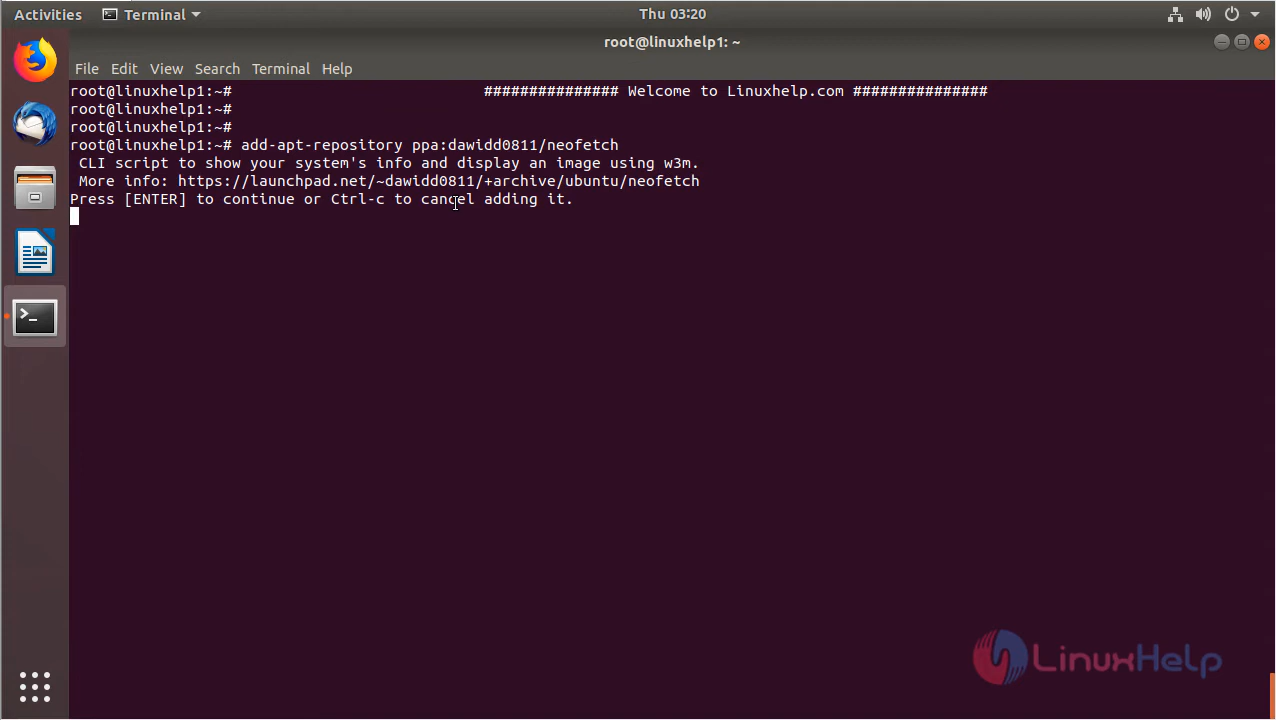 Activities Terminal Thu 03:20
root@linuxhelp1: ~
File Edit View Search Terminal Help
root@linuxhelp1:~# ############### Welcome to Linuxhelp.com ###############
root@linuxhelp1:~#
root@linuxhelp1:~#
root@linuxhelp1:~# add-apt-repository ppa:dawidd0811/neofetch
CLI script to show your system's info and display an image using w3m.
More info: https://launchpad.net/~dawidd0811/+archive/ubuntu/neofetch
Press [ENTER] to continue or Ctrl-c to cancel adding it.
LinuxHelp